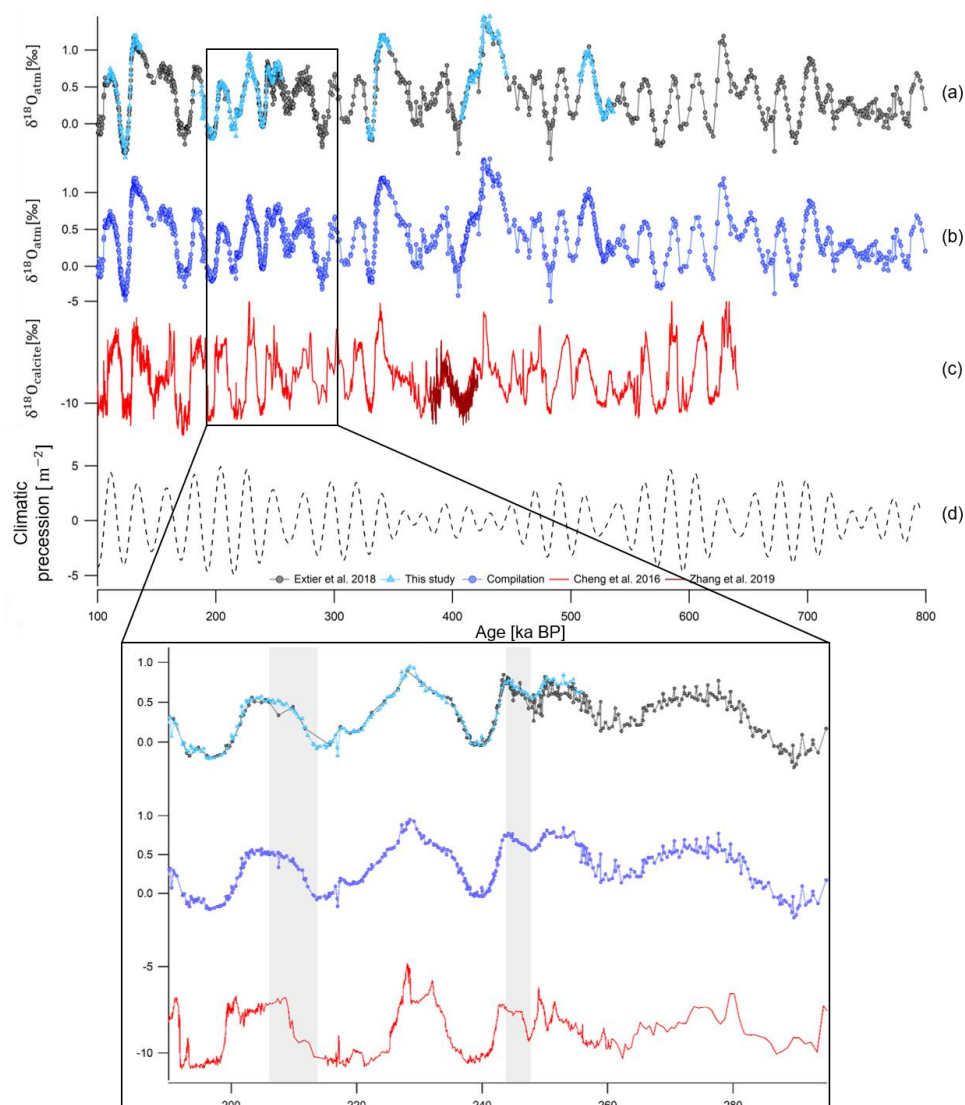 1.0
0.5
0.0
δ¹⁸Oatm[‰]
(a)
1.0
0.5
0.0
δ¹⁸Oatm[‰]
(b)
-5
-10
δ¹⁸Ocalcite[‰]
(c)
5
0
-5
Climatic
precession [m⁻²]
(d)
Extier et al. 2018 This study Compilation Cheng et al. 2016 Zhang et al. 2019
100 200 300 400 500 600 700 800
Age [ka BP]
1.0
0.5
0.0
1.0
0.5
0.0
-5
-10
200 220 240 260 280